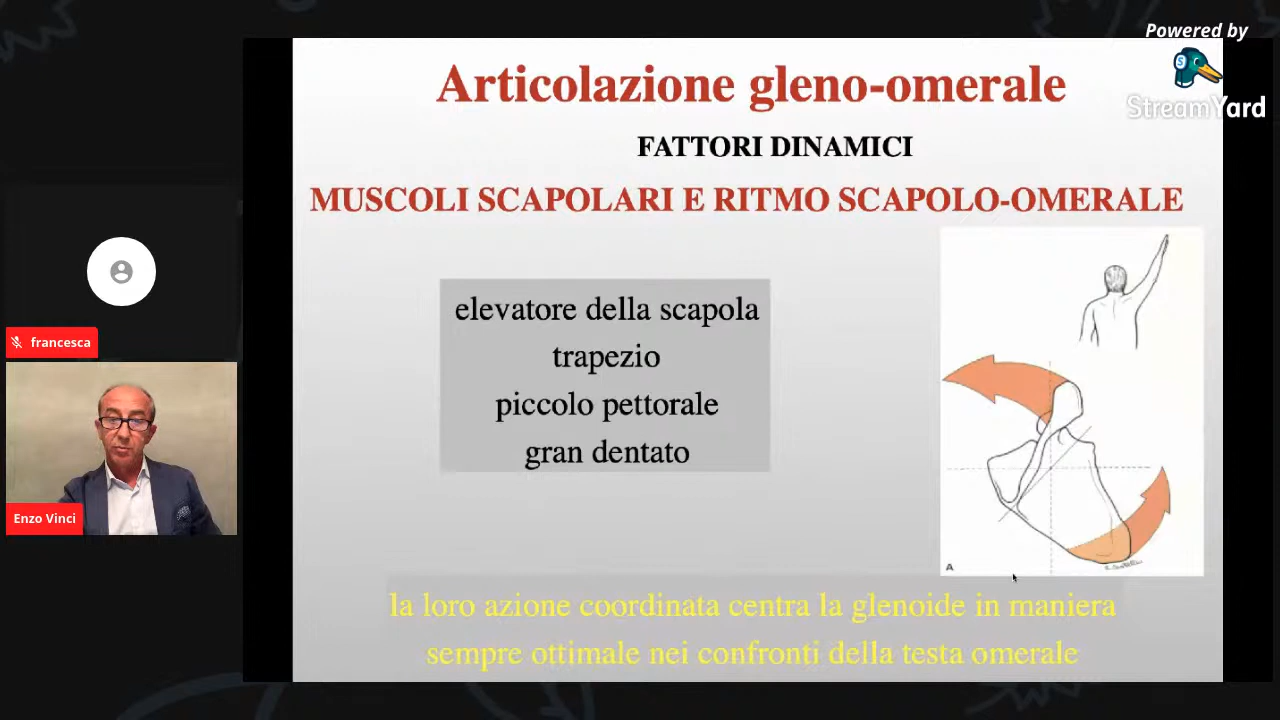 Powered by
StreamYard
Articolazione gleno-omerale
FATTORI DINAMICI
MUSCOLI SCAPOLARI E RITMO SCAPOLO-OMERALE
elevatore della scapola
trapezio
piccolo pettorale
gran dentato
A
la loro azione coordinata centra la glenoide in maniera
sempre ottimale nei confronti della testa omerale
francesca
Enzo Vinci